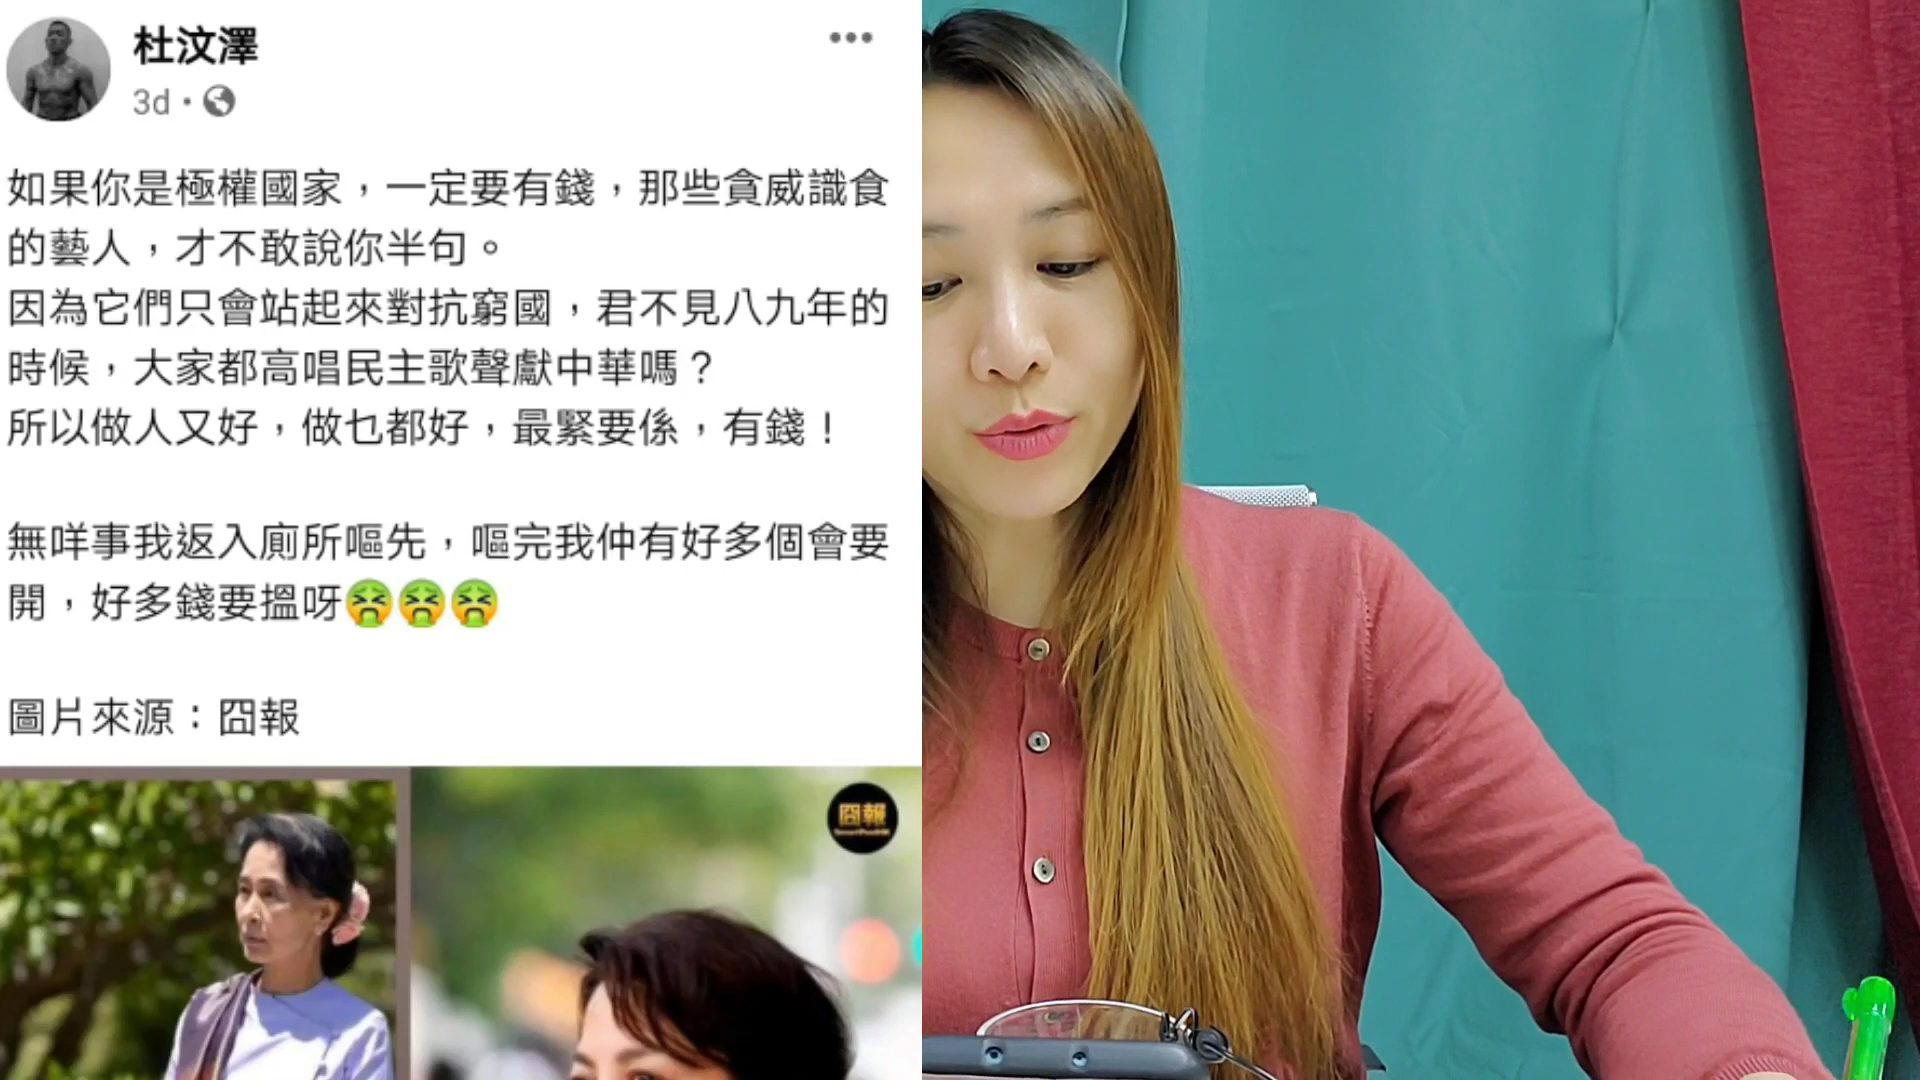 杜汶澤
3d
如果你是極權國家，一定要有錢，那些貪威識食
的藝人，才不敢說你半句。
因為它們只會站起來對抗窮國，君不見八九年的
時候，大家都高唱民主歌聲獻中華嗎？
所以做人又好，做乜都好，最緊要係，有錢！
無咩事我返入廁所嘔先，嘔完我仲有好多個會要
開，好多錢要搵呀🤮🤮🤮
圖片來源：囧報
囧報